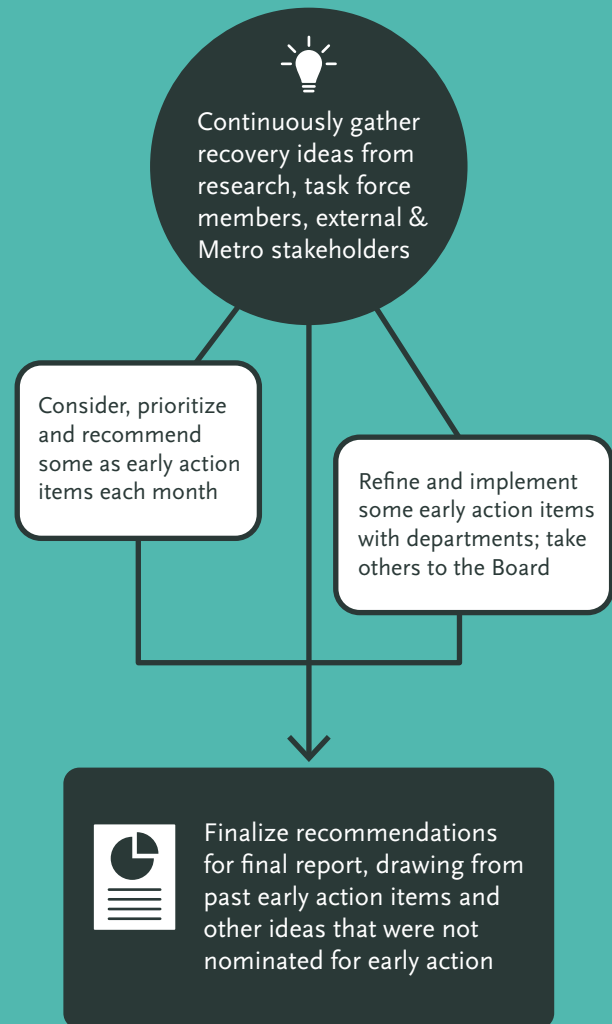 Continuously gather
recovery ideas from
research, task force
members, external &
Metro stakeholders
Consider, prioritize
and recommend
some as early action
items each month
Refine and implement
some early action items
with departments; take
others to the Board
Finalize recommendations
for final report, drawing from
past early action items and
other ideas that were not
nominated for early action